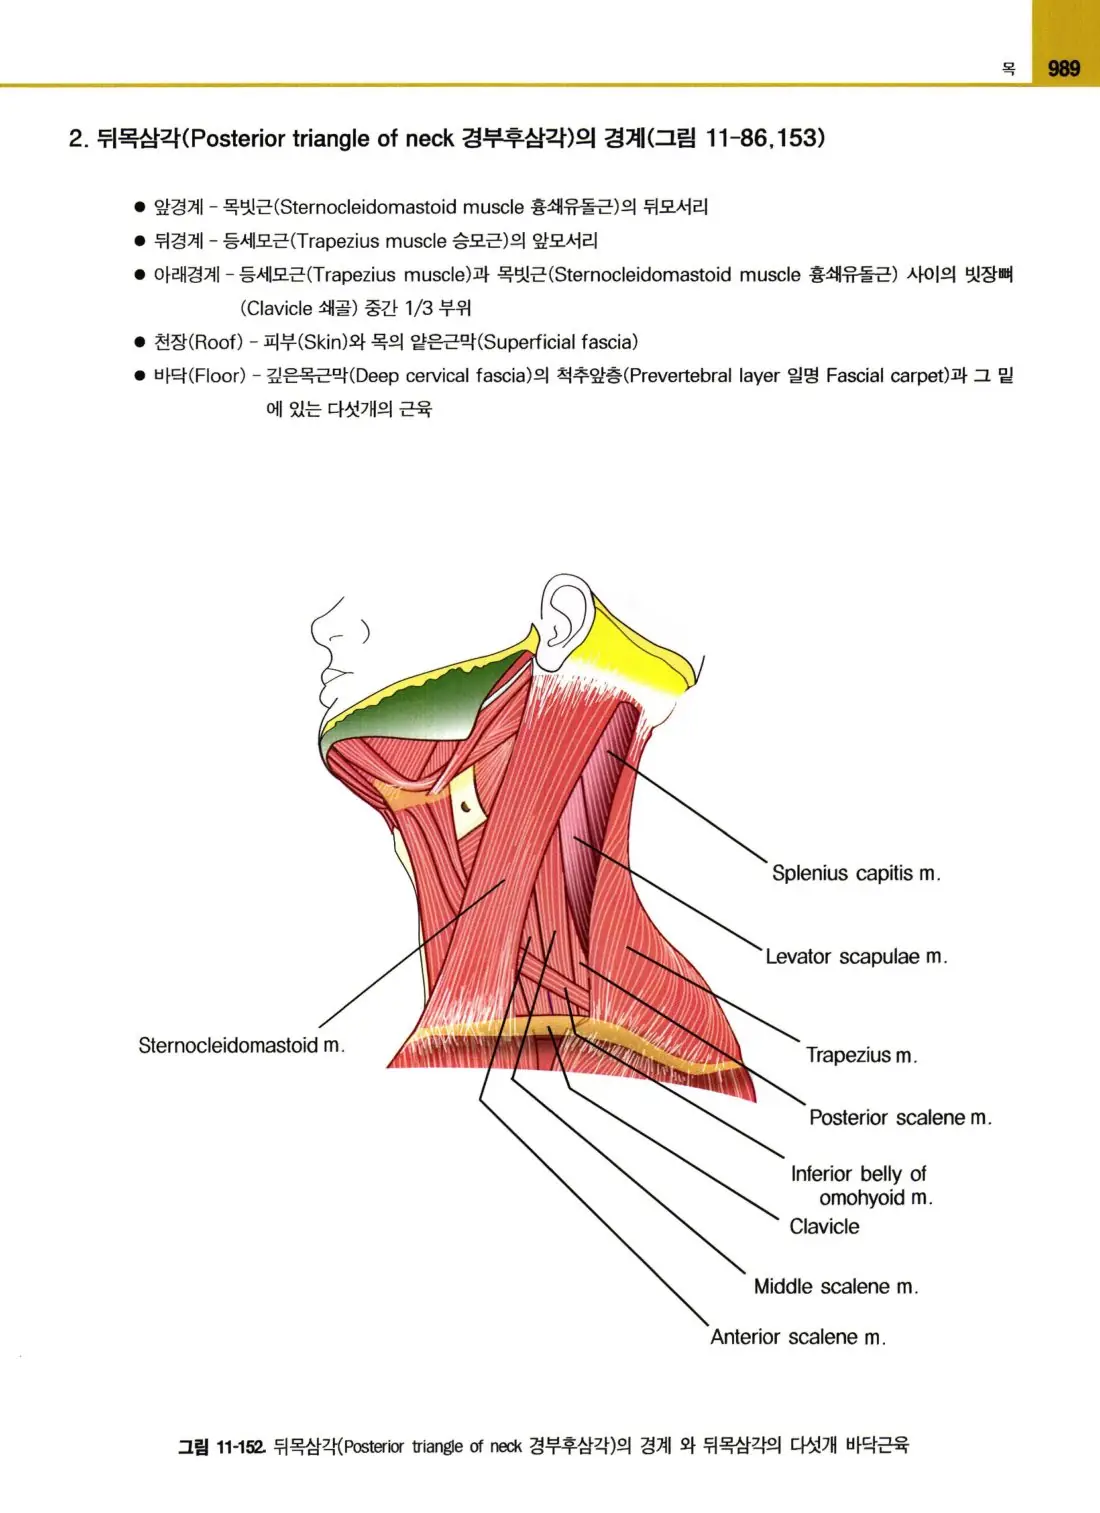 목 989
2. 뒤목삼각(Posterior triangle of neck 경부후삼각)의 경계(그림 11-86,153)
● 앞경계 - 목빗근(Sternocleidomastoid muscle 흉쇄유돌근)의 뒤모서리
● 뒤경계 - 등세모근(Trapezius muscle 승모근)의 앞모서리
● 아래경계 - 등세모근(Trapezius muscle)과 목빗근(Sternocleidomastoid muscle 흉쇄유돌근) 사이의 빗장뼈
(Clavicle 쇄골) 중간 1/3 부위
● 천장(Roof) - 피부(Skin)와 목의 얕은근막(Superficial fascia)
● 바닥(Floor) - 깊은목근막(Deep cervical fascia)의 척추앞층(Prevertebral layer 일명 Fascial carpet)과 그 밑
에 있는 다섯개의 근육
Splenius capitis m.
Levator scapulae m.
Sternocleidomastoid m.
Trapezius m.
Posterior scalene m.
Inferior belly of
omohyoid m.
Clavicle
Middle scalene m.
Anterior scalene m.
그림 11-152. 뒤목삼각(Posterior triangle of neck 경부후삼각)의 경계 와 뒤목삼각의 다섯개 바닥근육